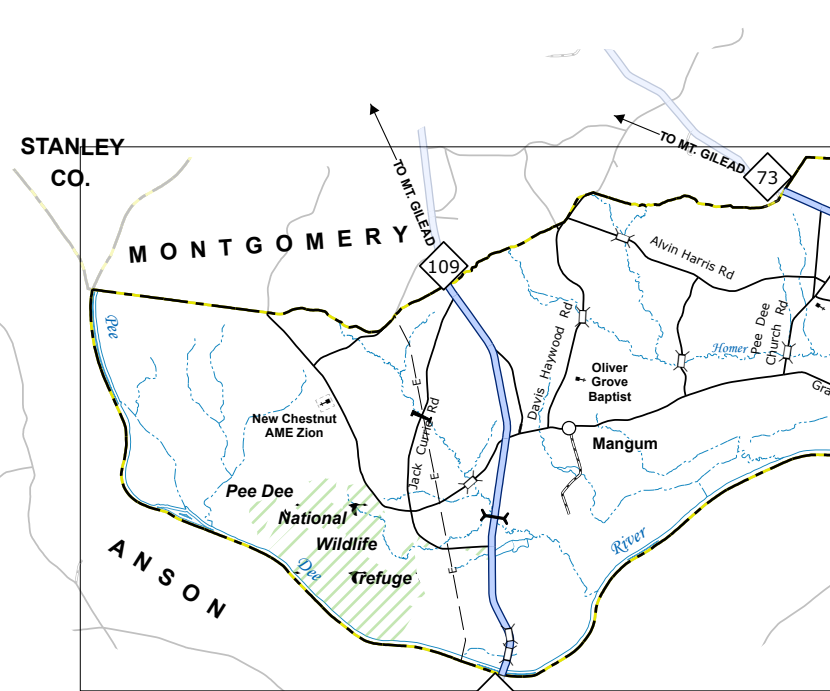 STANLEY
CO.
TO MT. GILEAD
TO MT. GILEAD
73
MONTGOMERY
109
Alvin Harris Rd
Pee
Davis Haywood Rd
Pee Dee
Church Rd
Homer
E
Oliver
Grove
Baptist
Gra
New Chestnut
AME Zion
Jack Currie Rd
Mangum
E
Pee Dee
National
Wildlife
refuge
Dee
River
E
ANSON